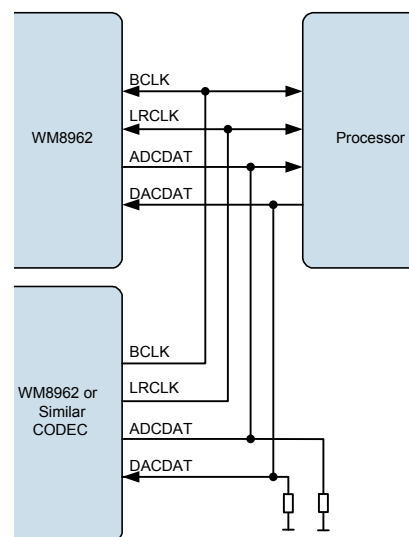 BCLK
LRCLK
WM8962
Processor
ADCDAT
DACDAT
BCLK
LRCLK
WM8962 or
Similar
CODEC
ADCDAT
DACDAT